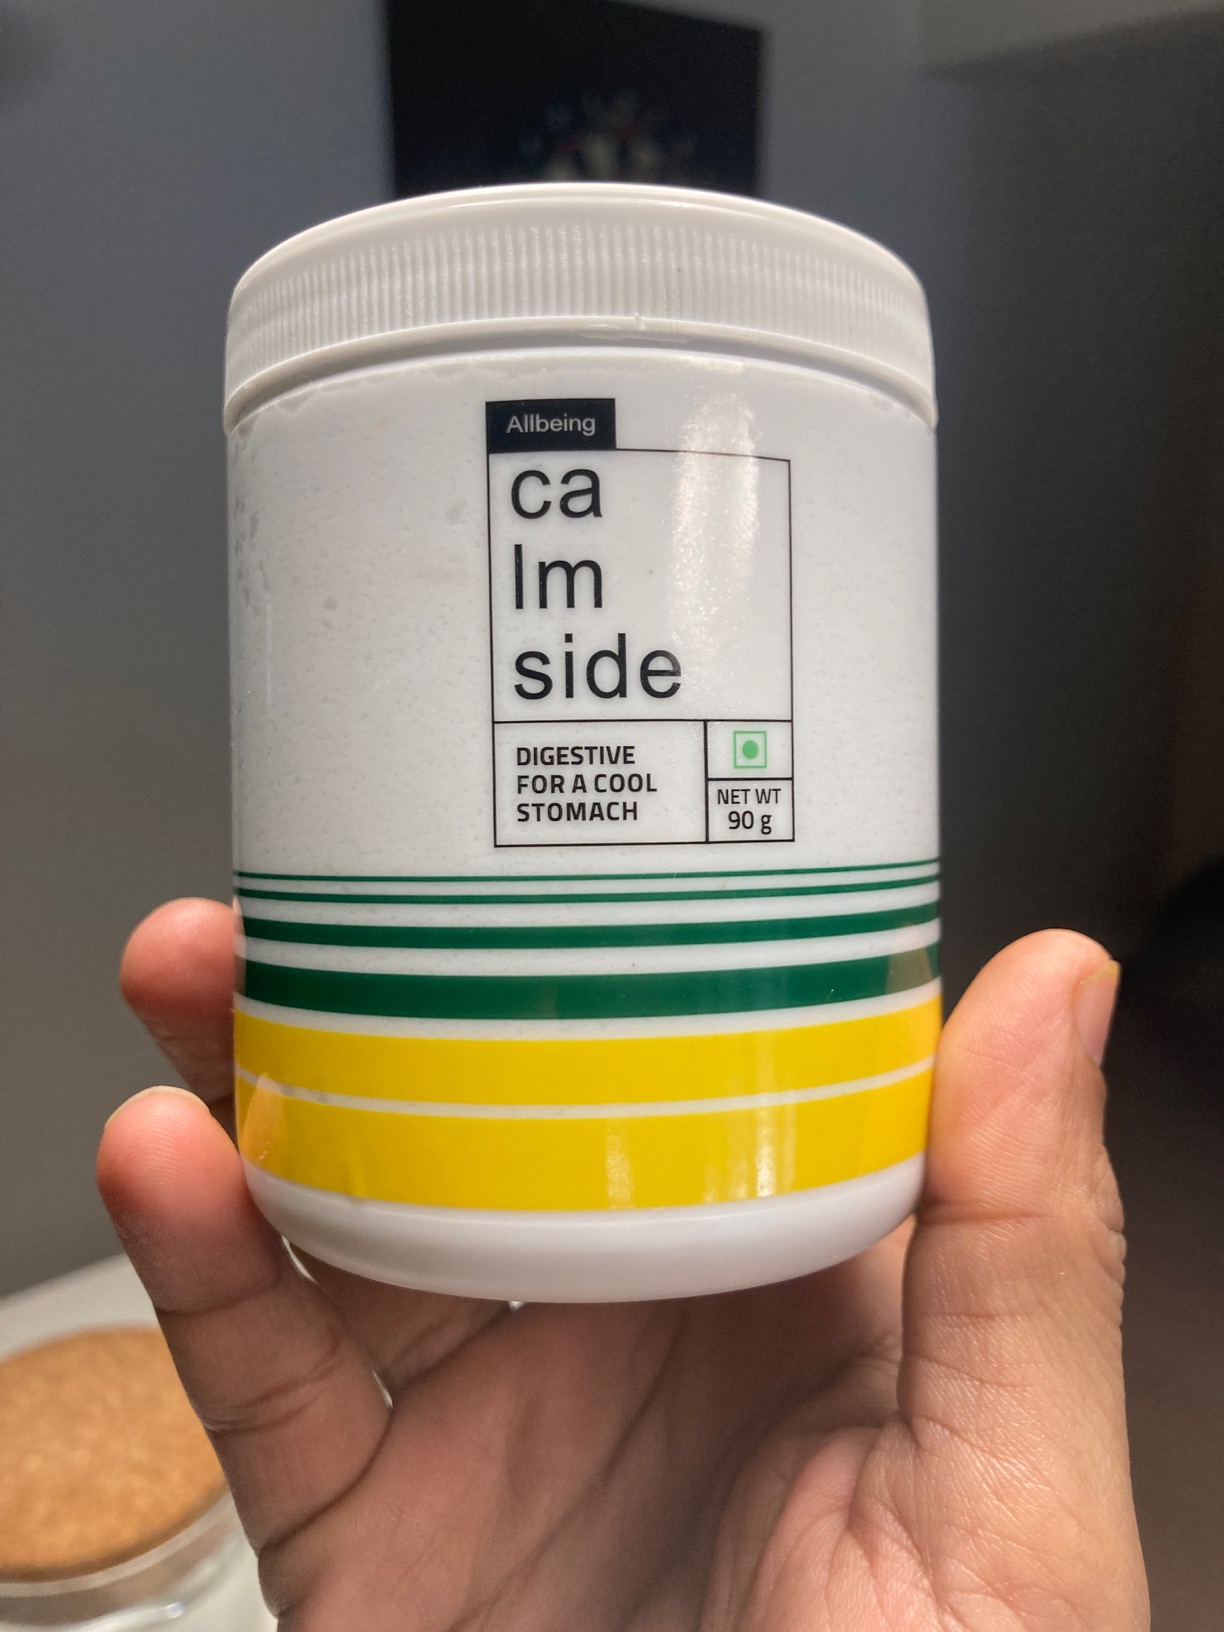 Allbeing
ca
lm
side
DIGESTIVE
FOR A COOL
STOMACH
NET WT
90 g